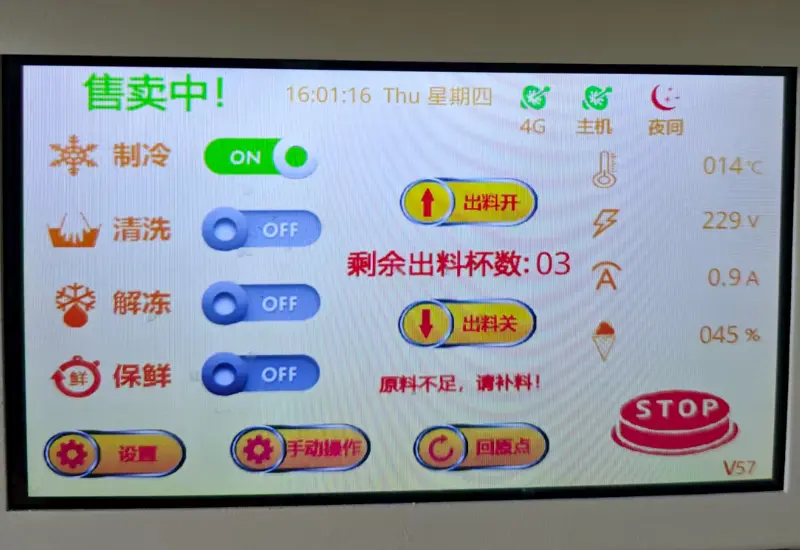 售卖中!
16:01:16 Thu 星期四
4G
主机
夜间
制冷
ON
014℃
清洗
OFF
出料开
229 V
剩余出料杯数:03
A
0.9 A
解冻
OFF
出料关
045 %
鲜
保鲜
OFF
原料不足，请补料!
STOP
设置
手动操作
回原点
V57